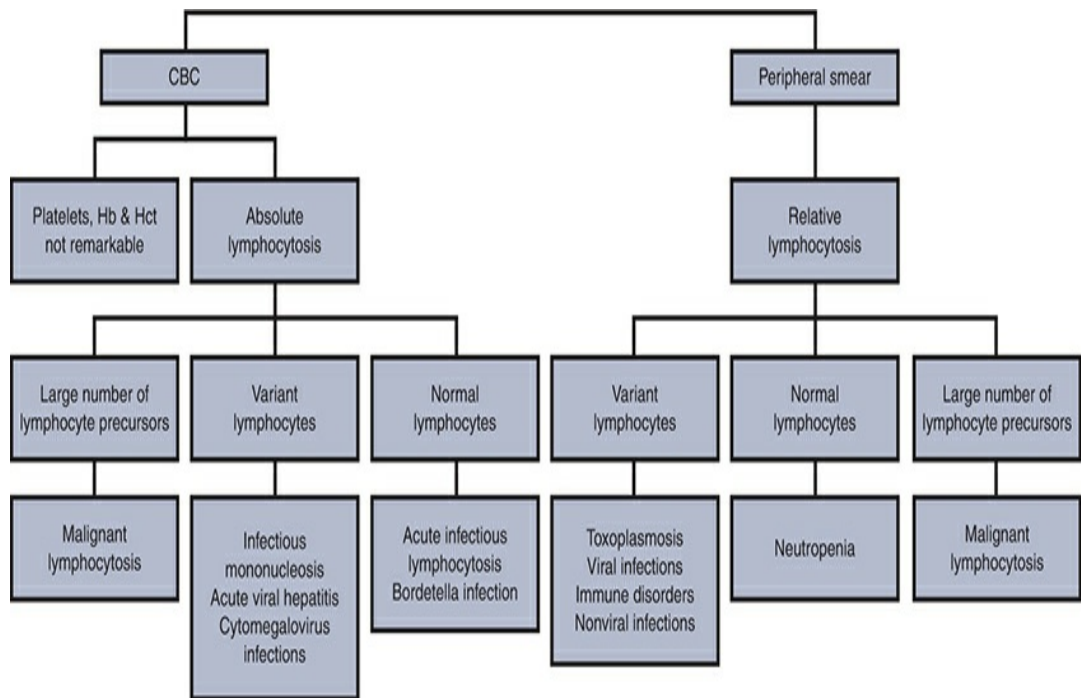 CBC
Peripheral smear
Platelets, Hb & Hct
not remarkable
Absolute
lymphocytosis
Relative
lymphocytosis
Large number of
lymphocyte precursors
Variant
lymphocytes
Normal
lymphocytes
Variant
lymphocytes
Normal
lymphocytes
Large number of
lymphocyte precursors
Malignant
lymphocytosis
Infectious
mononucleosis
Acute viral hepatitis
Cytomegalovirus
infections
Acute infectious
lymphocytosis
Bordetella infection
Toxoplasmosis
Viral infections
Immune disorders
Nonviral infections
Neutropenia
Malignant
lymphocytosis